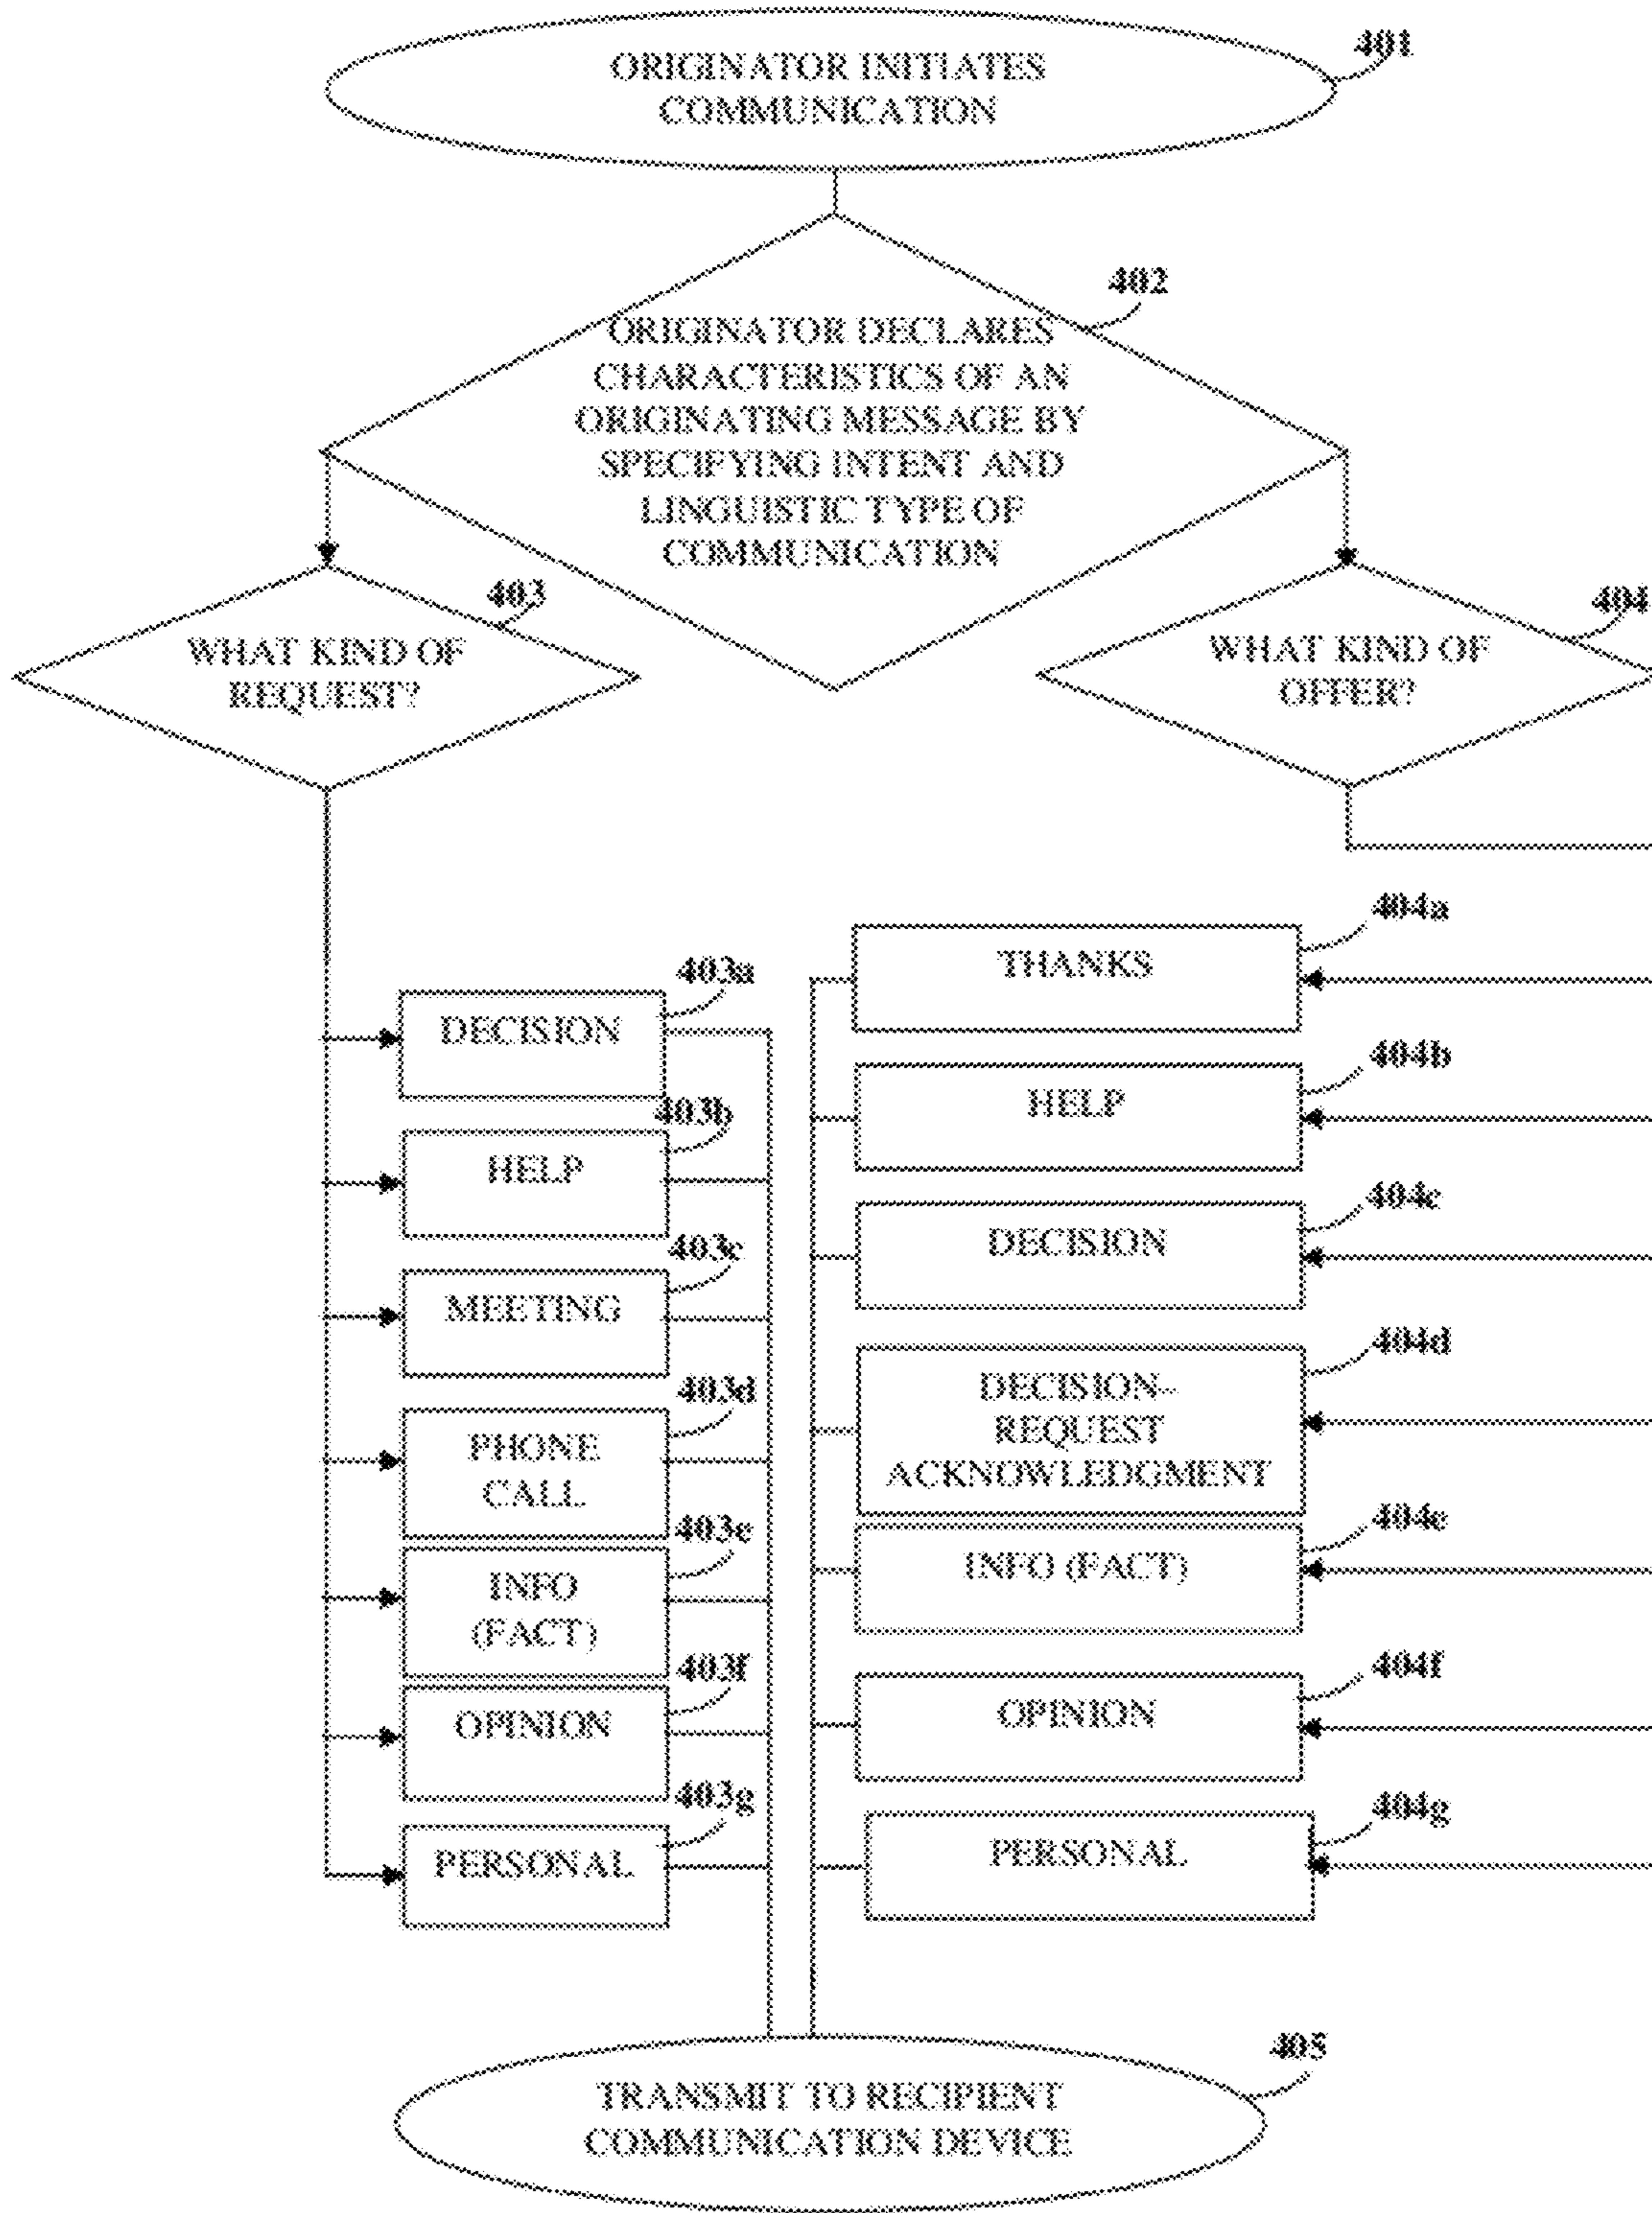 401
ORIGINATOR INITIATES
COMMUNICATION
402
ORIGINATOR DECLARES
CHARACTERISTICS OF AN
ORIGINATING MESSAGE BY
SPECIFYING INTENT AND
LINGUISTIC TYPE OF
COMMUNICATION
403
WHAT KIND OF
REQUEST?
404
WHAT KIND OF
OFFER?
403a
DECISION
403b
HELP
403c
MEETING
403d
PHONE
CALL
403e
INFO
(FACT)
403f
OPINION
403g
PERSONAL
404a
THANKS
404b
HELP
404c
DECISION
404d
DECISION-
REQUEST
ACKNOWLEDGMENT
404e
INFO (FACT)
404f
OPINION
404g
PERSONAL
405
TRANSMIT TO RECIPIENT
COMMUNICATION DEVICE